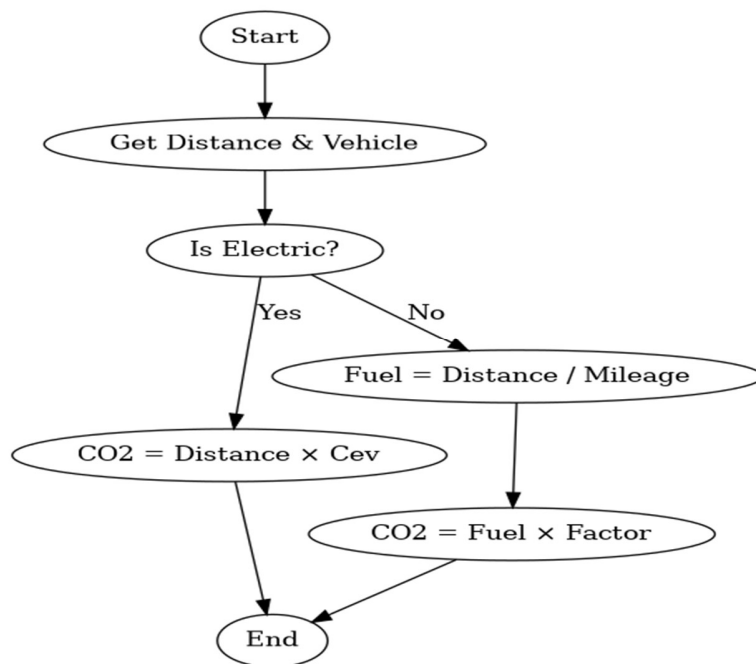 Start
Get Distance & Vehicle
Is Electric?
Yes
No
Fuel = Distance / Mileage
CO2 = Distance × Cev
CO2 = Fuel × Factor
End